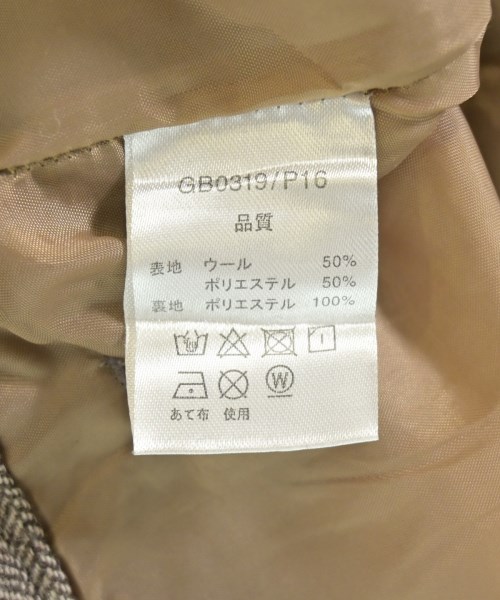 GB0319/P16
品質
表地 ウール 50%
ポリエステル 50%
裏地 ポリエステル 100%
W
あて布 使用